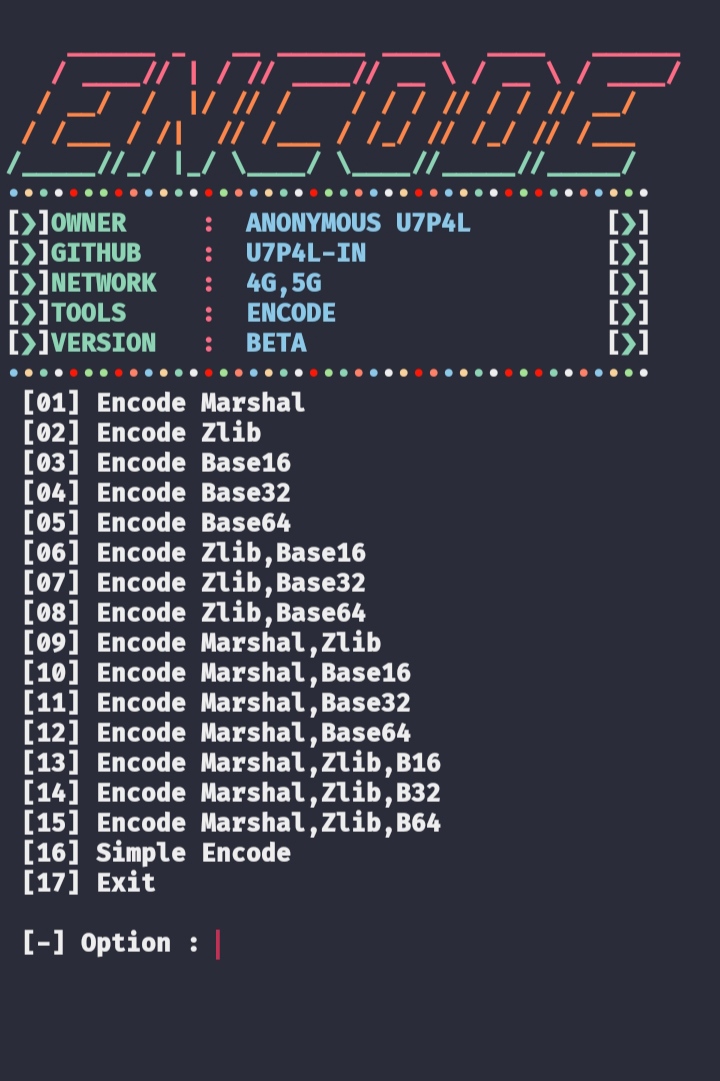 ENCODE
[❯]OWNER : ANONYMOUS U7P4L [❯]
[❯]GITHUB : U7P4L-IN [❯]
[❯]NETWORK : 4G,5G [❯]
[❯]TOOLS : ENCODE [❯]
[❯]VERSION : BETA [❯]
[01] Encode Marshal
[02] Encode Zlib
[03] Encode Base16
[04] Encode Base32
[05] Encode Base64
[06] Encode Zlib,Base16
[07] Encode Zlib,Base32
[08] Encode Zlib,Base64
[09] Encode Marshal,Zlib
[10] Encode Marshal,Base16
[11] Encode Marshal,Base32
[12] Encode Marshal,Base64
[13] Encode Marshal,Zlib,B16
[14] Encode Marshal,Zlib,B32
[15] Encode Marshal,Zlib,B64
[16] Simple Encode
[17] Exit
[-] Option :